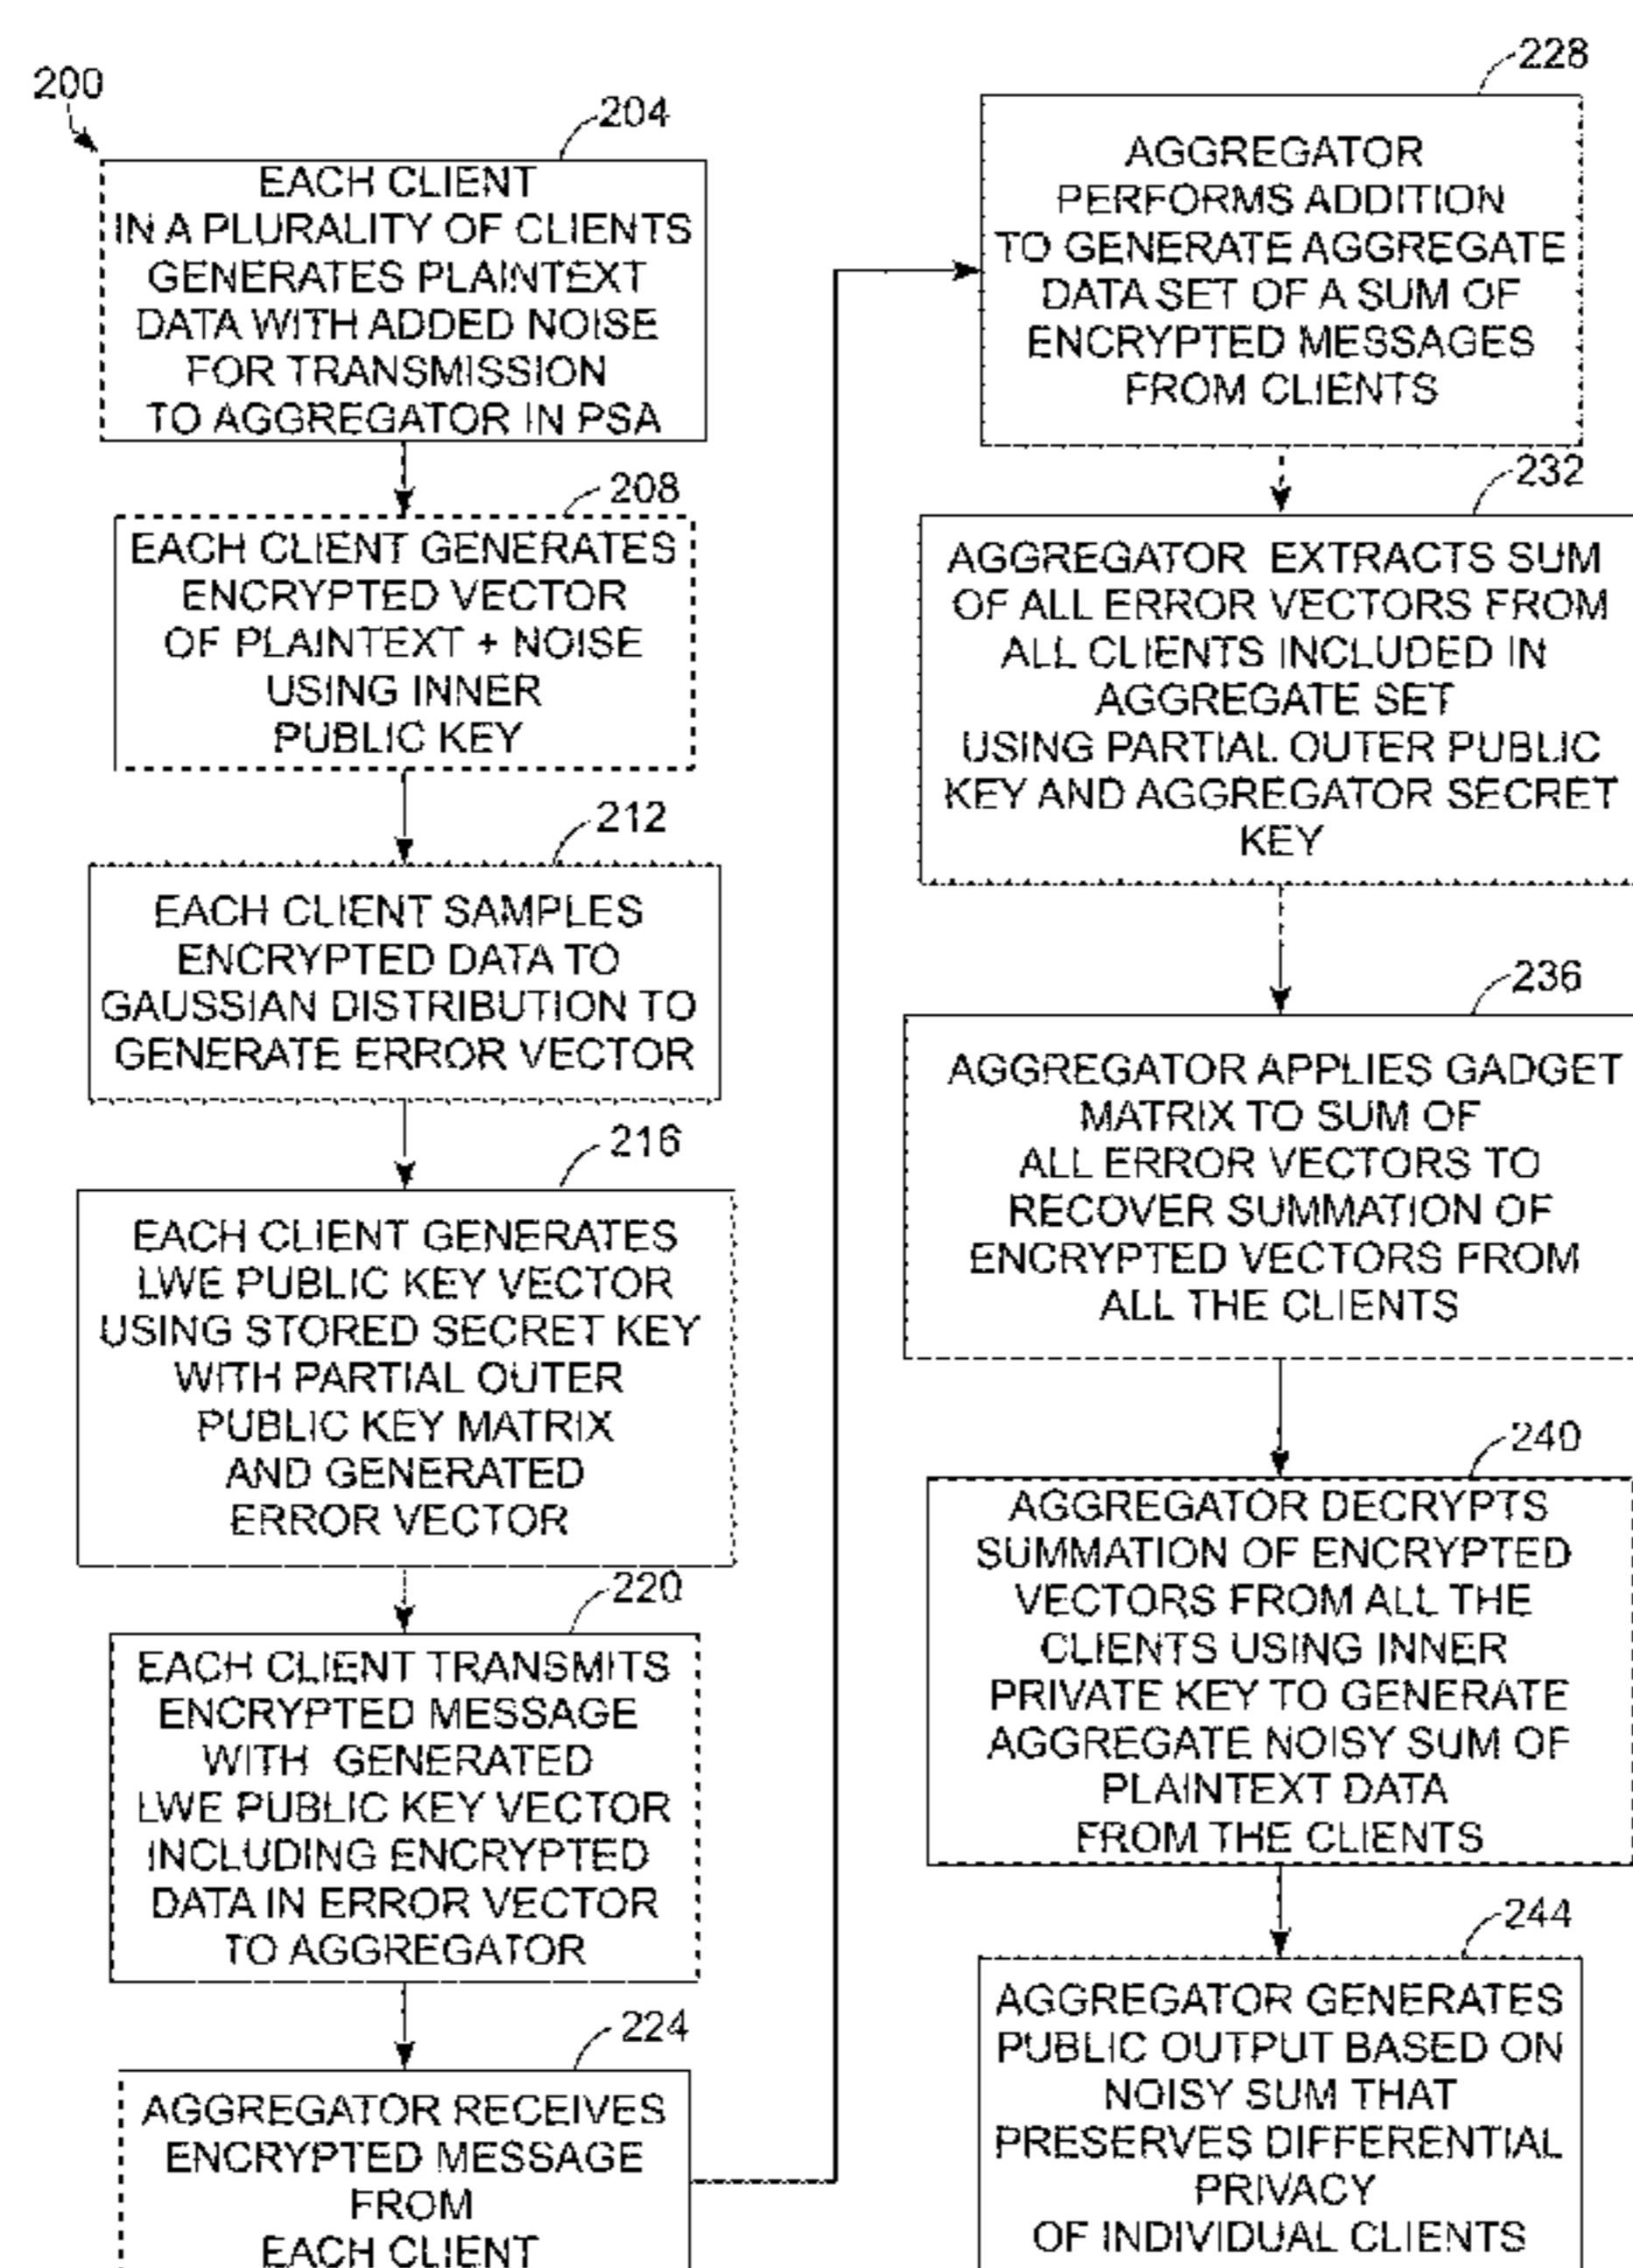 200
204
EACH CLIENT
IN A PLURALITY OF CLIENTS
GENERATES PLAINTEXT
DATA WITH ADDED NOISE
FOR TRANSMISSION
TO AGGREGATOR IN PSA
208
EACH CLIENT GENERATES
ENCRYPTED VECTOR
OF PLAINTEXT + NOISE
USING INNER
PUBLIC KEY
212
EACH CLIENT SAMPLES
ENCRYPTED DATA TO
GAUSSIAN DISTRIBUTION TO
GENERATE ERROR VECTOR
216
EACH CLIENT GENERATES
LWE PUBLIC KEY VECTOR
USING STORED SECRET KEY
WITH PARTIAL OUTER
PUBLIC KEY MATRIX
AND GENERATED
ERROR VECTOR
220
EACH CLIENT TRANSMITS
ENCRYPTED MESSAGE
WITH GENERATED
LWE PUBLIC KEY VECTOR
INCLUDING ENCRYPTED
DATA IN ERROR VECTOR
TO AGGREGATOR
224
AGGREGATOR RECEIVES
ENCRYPTED MESSAGE
FROM
EACH CLIENT
228
AGGREGATOR
PERFORMS ADDITION
TO GENERATE AGGREGATE
DATA SET OF A SUM OF
ENCRYPTED MESSAGES
FROM CLIENTS
232
AGGREGATOR EXTRACTS SUM
OF ALL ERROR VECTORS FROM
ALL CLIENTS INCLUDED IN
AGGREGATE SET
USING PARTIAL OUTER PUBLIC
KEY AND AGGREGATOR SECRET
KEY
236
AGGREGATOR APPLIES GADGET
MATRIX TO SUM OF
ALL ERROR VECTORS TO
RECOVER SUMMATION OF
ENCRYPTED VECTORS FROM
ALL THE CLIENTS
240
AGGREGATOR DECRYPTS
SUMMATION OF ENCRYPTED
VECTORS FROM ALL THE
CLIENTS USING INNER
PRIVATE KEY TO GENERATE
AGGREGATE NOISY SUM OF
PLAINTEXT DATA
FROM THE CLIENTS
244
AGGREGATOR GENERATES
PUBLIC OUTPUT BASED ON
NOISY SUM THAT
PRESERVES DIFFERENTIAL
PRIVACY
OF INDIVIDUAL CLIENTS